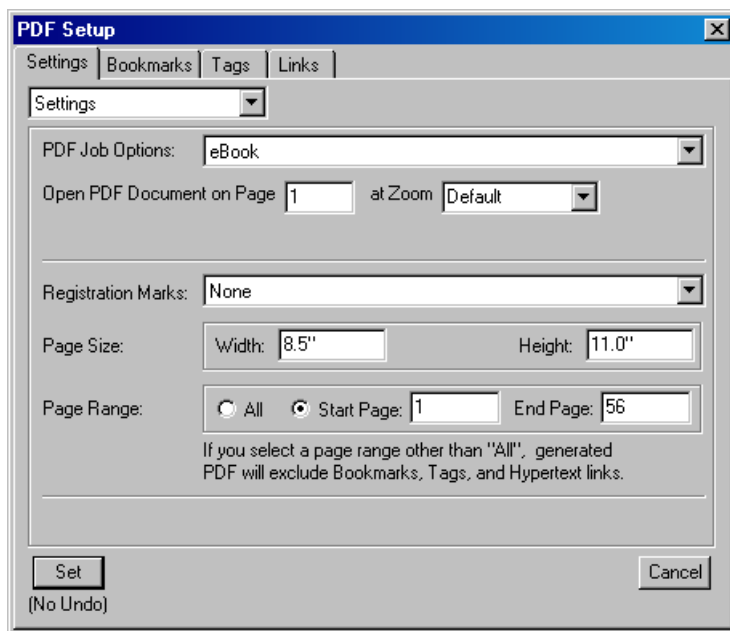 PDF Setup
Settings Bookmarks Tags Links
Settings
PDF Job Options: eBook
Open PDF Document on Page 1 at Zoom Default
Registration Marks: None
Page Size: Width: 8.5" Height: 11.0"
Page Range: All Start Page: 1 End Page: 56
If you select a page range other than "All", generated
PDF will exclude Bookmarks, Tags, and Hypertext links.
Set Cancel
(No Undo)